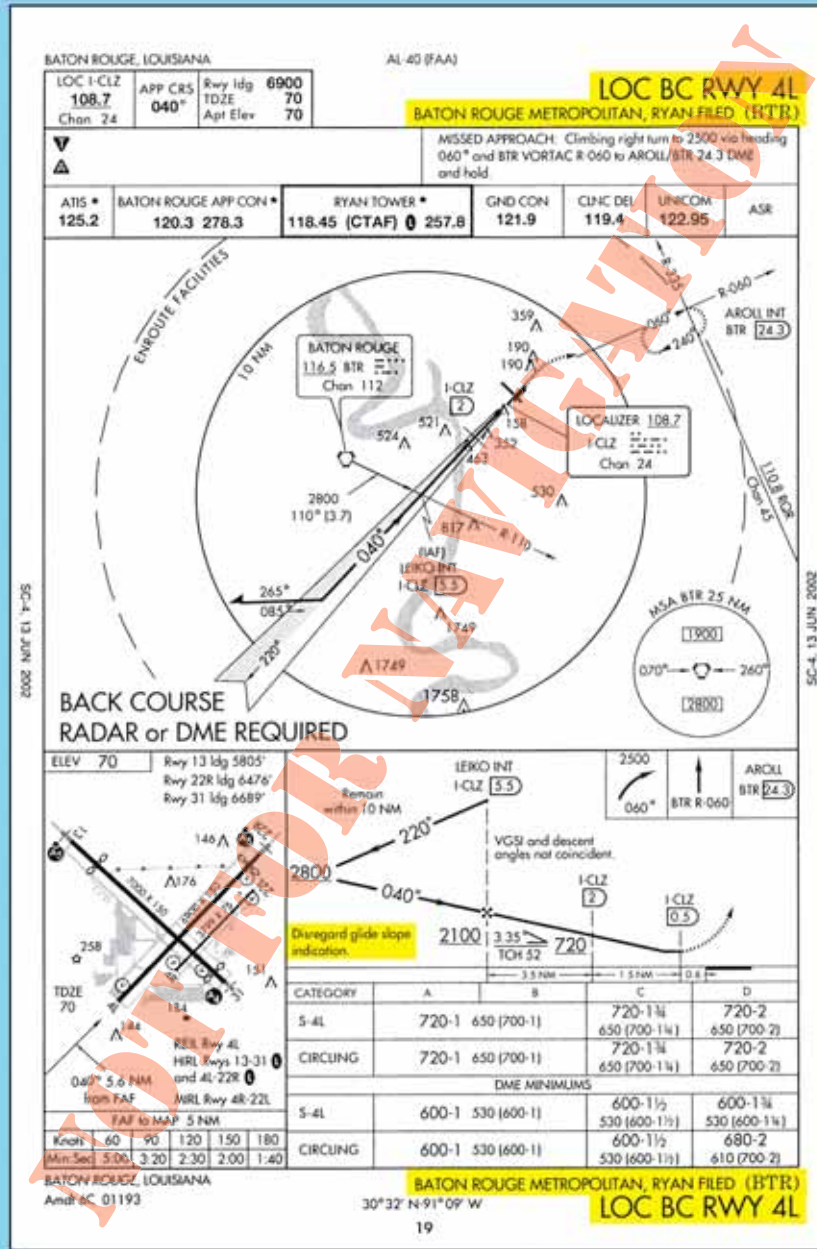 BATON ROUGE, LOUISIANA
AL-40 (FAA)
LOC I-CLZ
108.7
Chan 24
APP CRS
040°
Rwy ldg 6900
TDZE 70
Apt Elev 70
LOC BC RWY 4L
BATON ROUGE METROPOLITAN, RYAN FILED (BTR)
T
A
MISSED APPROACH: Climbing right turn to 2500 via heading
060° and BTR VORTAC R-060 to AROLL/BTR 24.3 DME
and hold.
ATIS *
125.2
BATON ROUGE APP CON *
120.3 278.3
RYAN TOWER *
118.45 (CTAF) 257.8
GND CON
121.9
CLNC DEL
119.4
UNICOM
122.95
ASR
ENROUTE FACILITIES
10 NM
BATON ROUGE
116.5 BTR
Chan 112
R-335
R-060
060°
240°
AROLL INT
BTR 24.3
359
190
190
I-CLZ
2
524
521
158
352
463
LOCALIZER 108.7
I-CLZ
Chan 24
530
2800
110° (3.7)
817
R-110
040°
(IAF)
LEIKO INT
I-CLZ 5.5
110.8 RQR
Chan 45
265°
085°
220°
1749
1749
1758
MSA BTR 25 NM
1900
070°
260°
2800
BACK COURSE
RADAR or DME REQUIRED
SC-4, 13 JUN 2002
SC-4, 13 JUN 2002
ELEV 70
Rwy 13 ldg 5805'
Rwy 22R ldg 6476'
Rwy 31 ldg 6689'
146
176
7000 X 150
258
TDZE
70
151
184
184
REIL Rwy 4L
HIRL Rwys 13-31
and 4L-22R
MIRL Rwy 4R-22L
040° 5.6 NM
from FAF
FAF to MAP 5 NM
Knots 60 90 120 150 180
Min:Sec 5:00 3:20 2:30 2:00 1:40
Remain
within 10 NM
LEIKO INT
I-CLZ 5.5
2500
060°
BTR R-060
AROLL
BTR 24.3
220°
VGSI and descent
angles not coincident.
2800
040°
I-CLZ
2
I-CLZ
0.5
Disregard glide slope
indication.
2100
3.35°
TCH 52
720
3.5 NM
1.5 NM
0.6
CATEGORY A B C D
S-4L 720-1 650 (700-1) 720-1¾ 650 (700-1¾) 720-2 650 (700-2)
CIRCLING 720-1 650 (700-1) 720-1¾ 650 (700-1¾) 720-2 650 (700-2)
DME MINIMUMS
S-4L 600-1 530 (600-1) 600-1½ 530 (600-1½) 600-1¾ 530 (600-1¾)
CIRCLING 600-1 530 (600-1) 600-1½ 530 (600-1½) 680-2 610 (700-2)
BATON ROUGE, LOUISIANA
Amdt 6C 01193
30°32' N-91°09' W
BATON ROUGE METROPOLITAN, RYAN FILED (BTR)
LOC BC RWY 4L
19
NOT FOR NAVIGATION